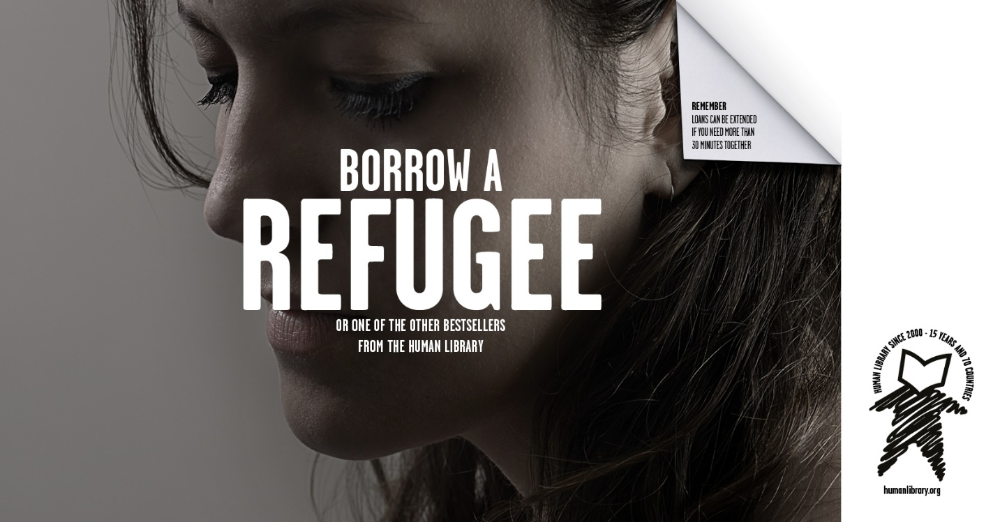 BORROW A
REFUGEE
OR ONE OF THE OTHER BESTSELLERS
FROM THE HUMAN LIBRARY
REMEMBER
LOANS CAN BE EXTENDED
IF YOU NEED MORE THAN
30 MINUTES TOGETHER
HUMAN LIBRARY SINCE 2000 - 15 YEARS AND 70 COUNTRIES
humanlibrary.org